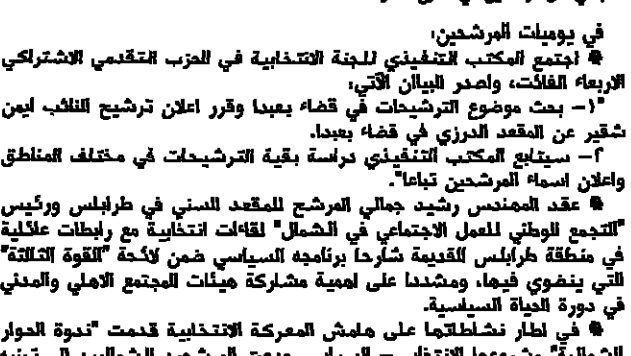 في يوميات المرشحين:
● اجتمع المكتب التنفيذي للجنة الانتخابية في الحزب التقدمي الاشتراكي
الاربعاء الفائت، واصدر البيان الآتي:
"١– بحث موضوع الترشيحات في قضاء بعبدا وقرر اعلان ترشيح النائب ايمن
شقير عن المقعد الدرزي في قضاء بعبدا.
٢– سيتابع المكتب التنفيذي دراسة بقية الترشيحات في مختلف المناطق
واعلان اسماء المرشحين تباعا".
● عقد المهندس رشيد جمالي المرشح للمقعد السني في طرابلس ورئيس
"التجمع الوطني للعمل الاجتماعي في الشمال" لقاءات انتخابية مع رابطات عائلية
في منطقة طرابلس القديمة شارحا برنامجه السياسي ضمن لائحة "القوة الثالثة"
التي ينضوي فيها، ومشددا على اهمية مشاركة هيئات المجتمع الاهلي والمدني
في دورة الحياة السياسية.
● في اطار نشاطاتها على هامش المعركة الانتخابية قدمت "ندوة الحوار